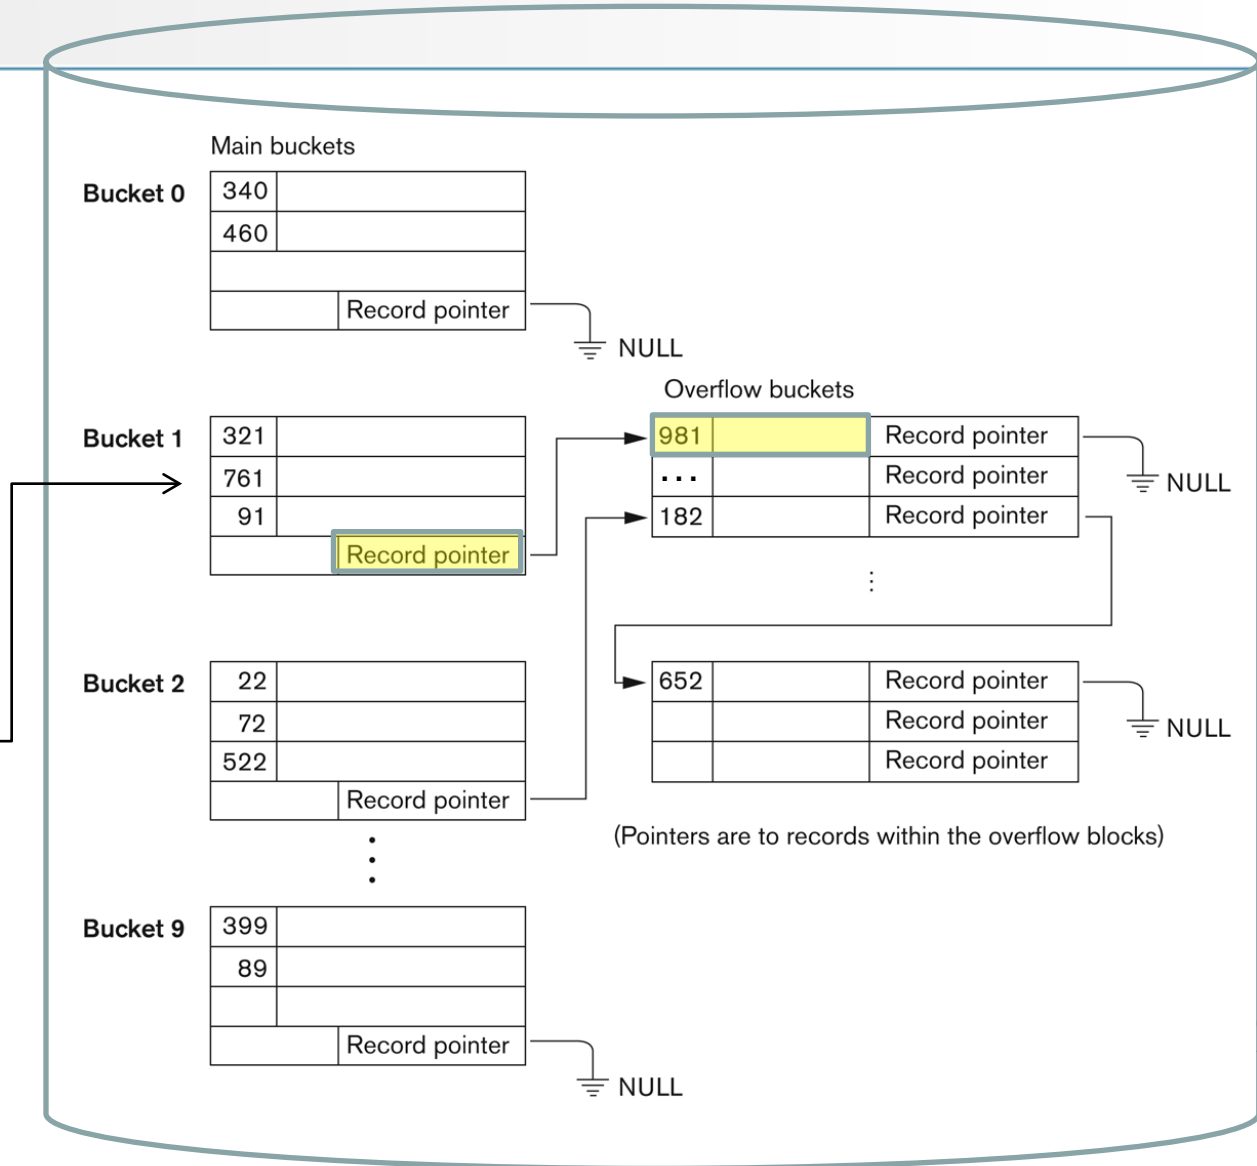 Main buckets
Bucket 0
340
460
Record pointer
NULL
Overflow buckets
Bucket 1
321
761
91
Record pointer
981 Record pointer
NULL
... Record pointer
182 Record pointer
⋮
Bucket 2
22
72
522
Record pointer
652 Record pointer
NULL
Record pointer
Record pointer
(Pointers are to records within the overflow blocks)
⋮
Bucket 9
399
89
Record pointer
NULL